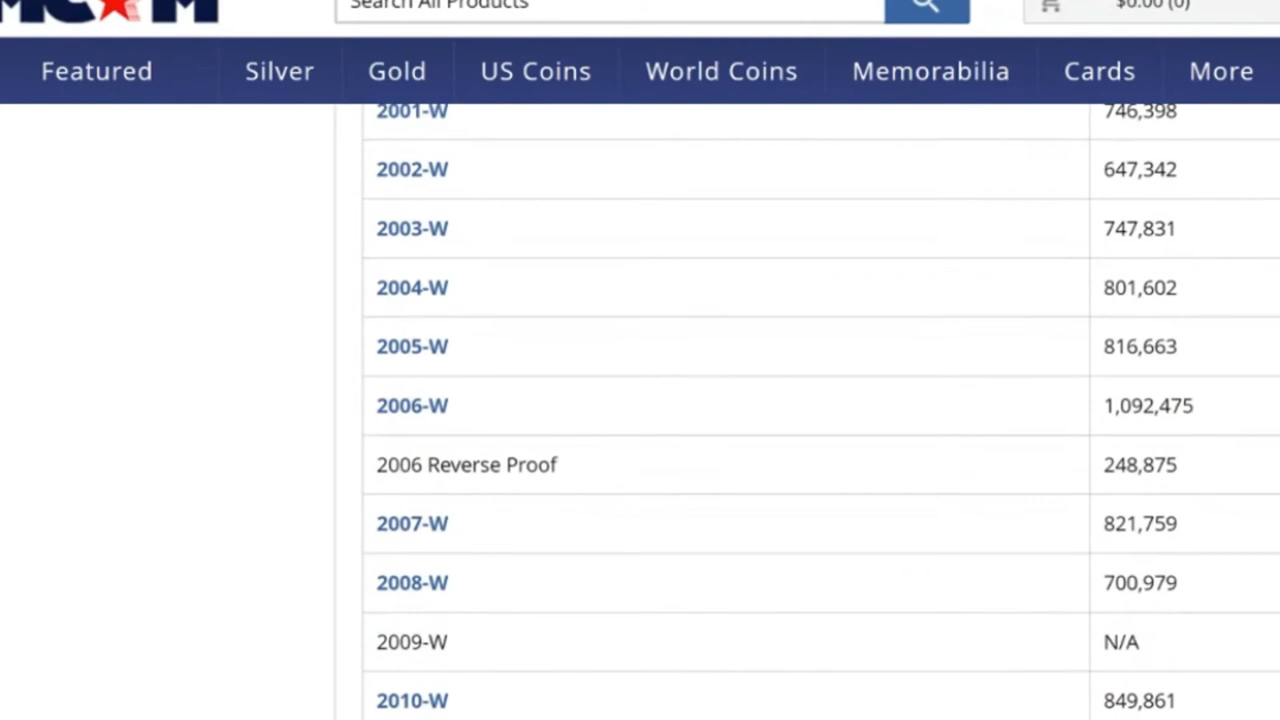 Search All Products
$0.00 (0)
Featured Silver Gold US Coins World Coins Memorabilia Cards More
2001-W 746,398
2002-W 647,342
2003-W 747,831
2004-W 801,602
2005-W 816,663
2006-W 1,092,475
2006 Reverse Proof 248,875
2007-W 821,759
2008-W 700,979
2009-W N/A
2010-W 849,861